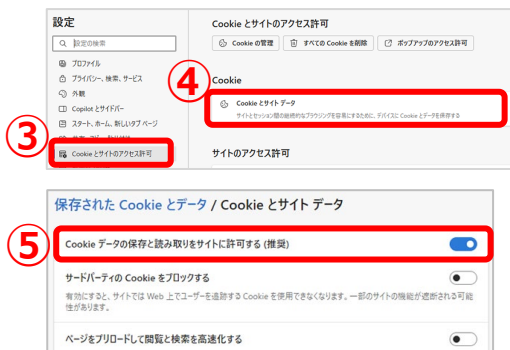 設定
設定の検索
プロファイル
プライバシー、検索、サービス
外観
Copilot とサイドバー
スタート、ホーム、新しいタブ ページ
Cookie とサイトのアクセス許可
③
Cookie とサイトのアクセス許可
Cookie の管理 すべての Cookie を削除 ポップアップのアクセス許可
④
Cookie
Cookie とサイト データ
サイトとセッション間の継続的なブラウジングを容易にするために、デバイスに Cookie とデータを保存する
サイトのアクセス許可
保存された Cookie とデータ / Cookie とサイト データ
⑤
Cookie データの保存と読み取りをサイトに許可する (推奨)
サードパーティの Cookie をブロックする
有効にすると、サイトでは Web 上でユーザーを追跡する Cookie を使用できなくなります。一部のサイトの機能が遮断される可能
性があります。
ページをプリロードして閲覧と検索を高速化する